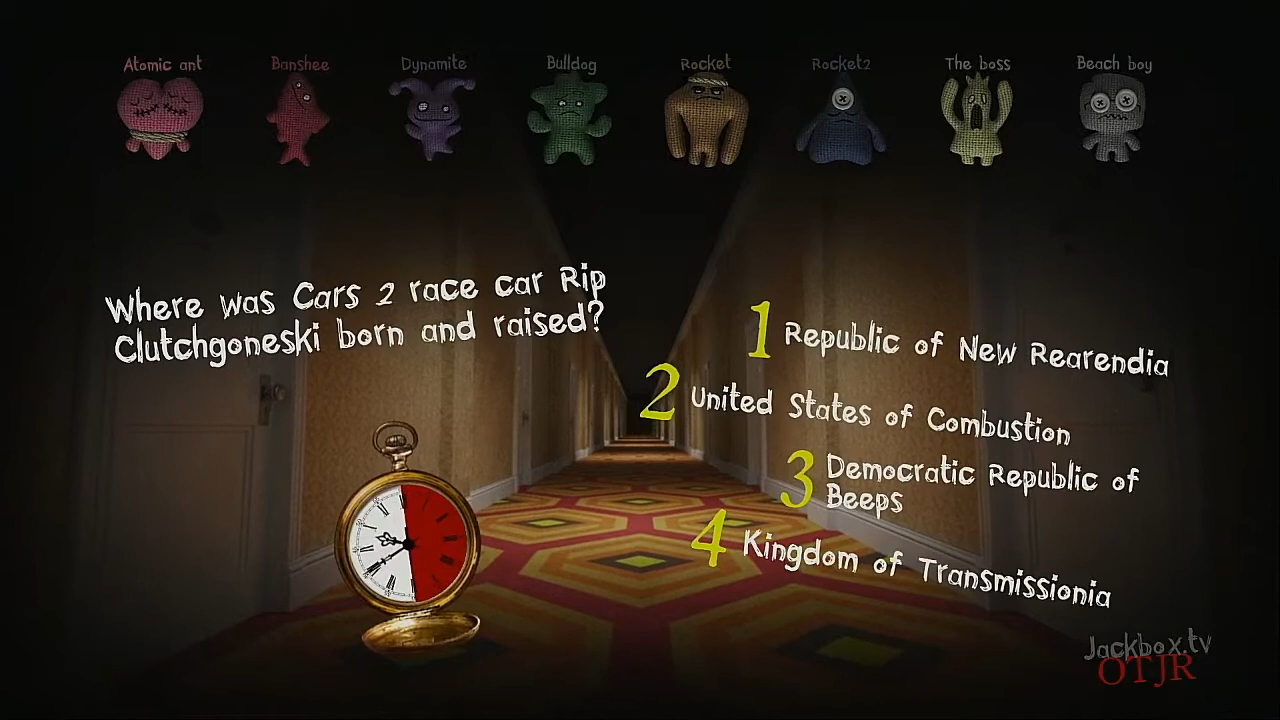 Atomic ant
Banshee
Dynamite
Bulldog
Rocket
Rocket2
The boss
Beach boy
Where was Cars 2 race car Rip
Clutchgoneski born and raised?
1 Republic of New Rearendia
2 United States of Combustion
3 Democratic Republic of
Beeps
4 Kingdom of Transmissionia
Jackbox.tv
OTJR